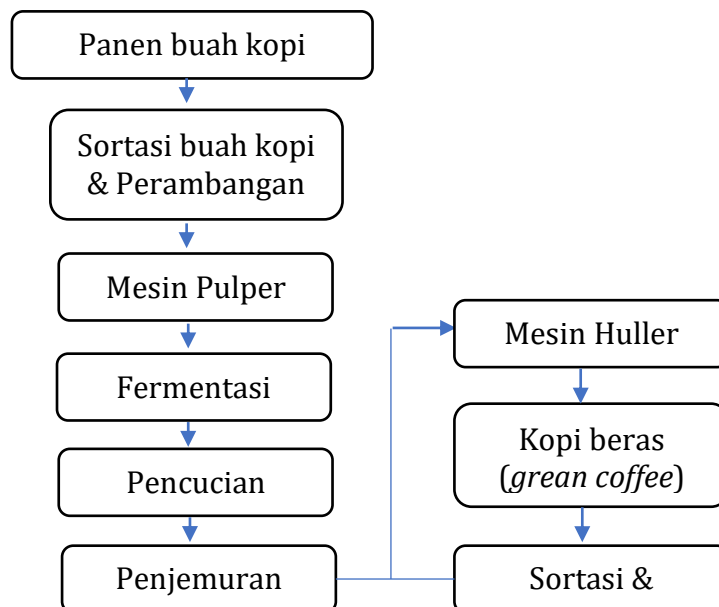 Panen buah kopi
Sortasi buah kopi
& Perambangan
Mesin Pulper
Fermentasi
Pencucian
Penjemuran
Mesin Huller
Kopi beras
(grean coffee)
Sortasi &